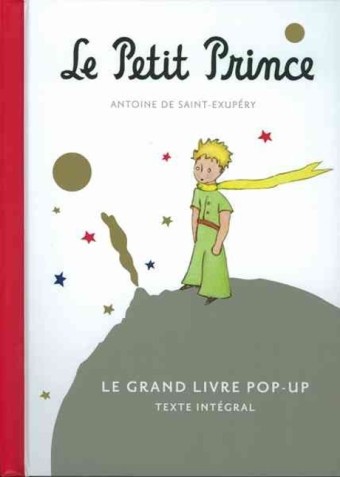 Le Petit Prince
ANTOINE DE SAINT-EXUPÉRY
LE GRAND LIVRE POP-UP
TEXTE INTÉGRAL